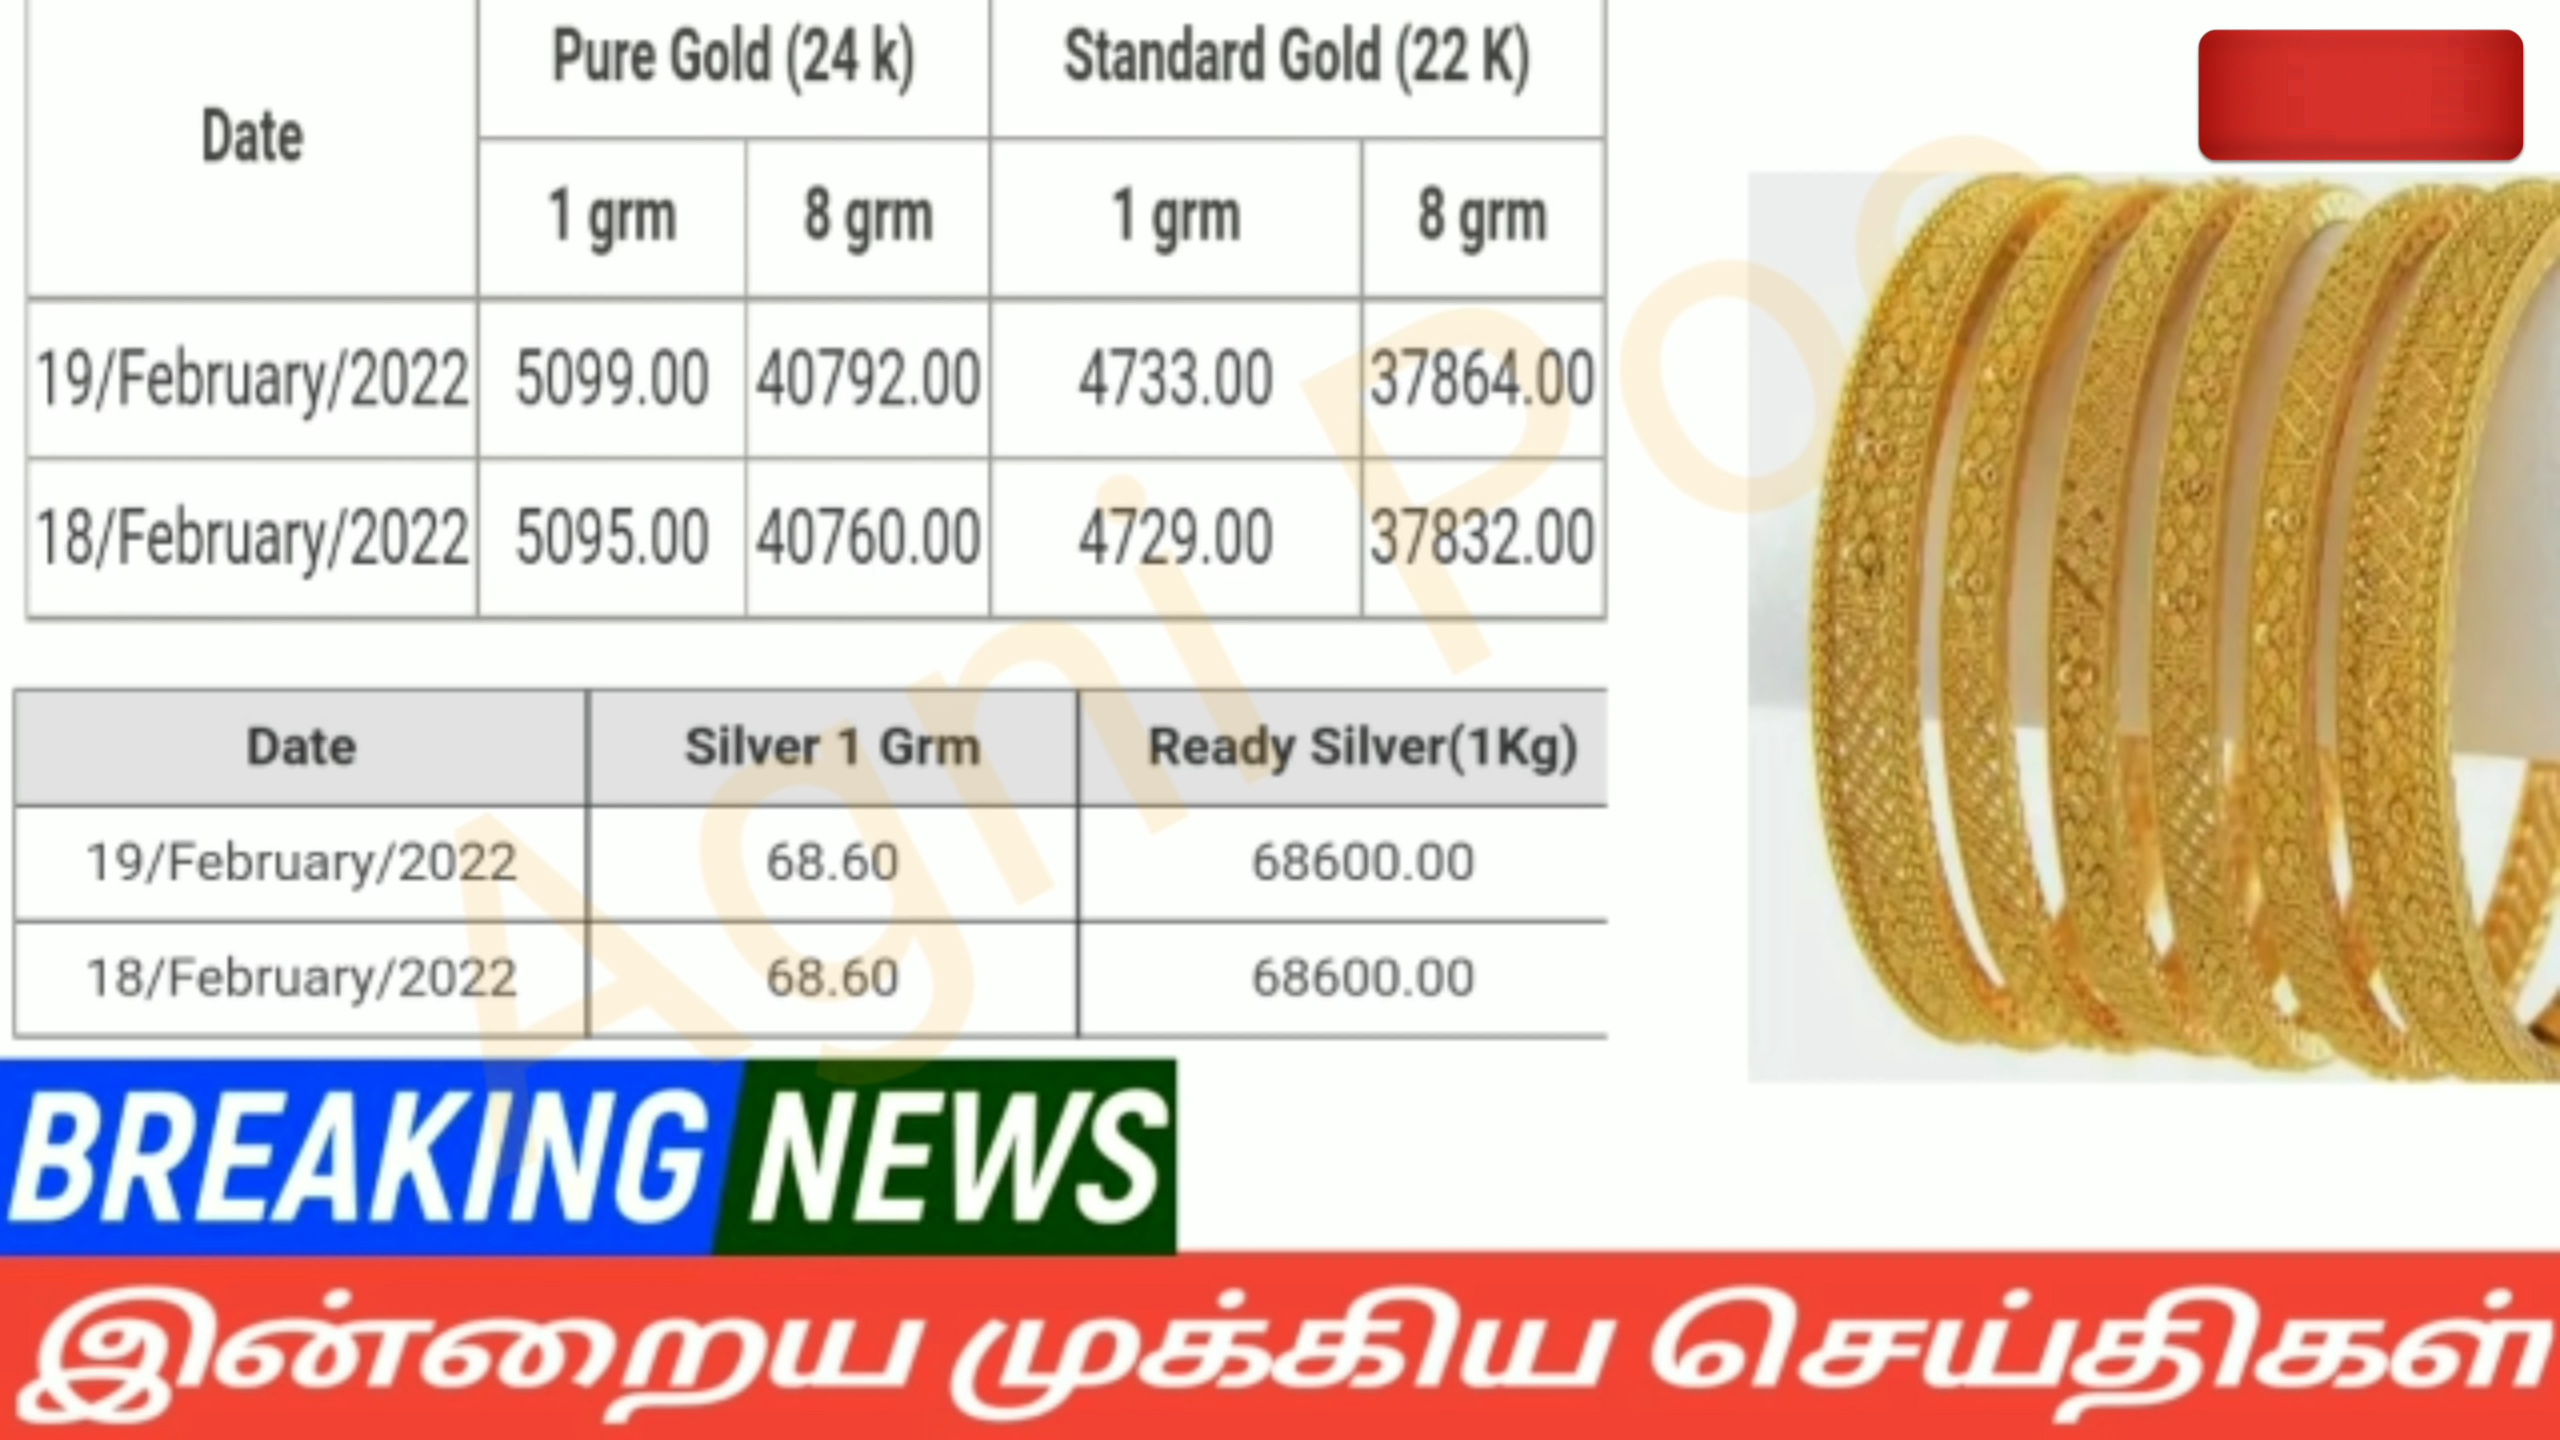 Date Pure Gold (24 k) Standard Gold (22 K)
1 grm 8 grm 1 grm 8 grm
19/February/2022 5099.00 40792.00 4733.00 37864.00
18/February/2022 5095.00 40760.00 4729.00 37832.00
Date Silver 1 Grm Ready Silver(1Kg)
19/February/2022 68.60 68600.00
18/February/2022 68.60 68600.00
Agni
BREAKING NEWS
இன்றைய முக்கிய செய்திகள்